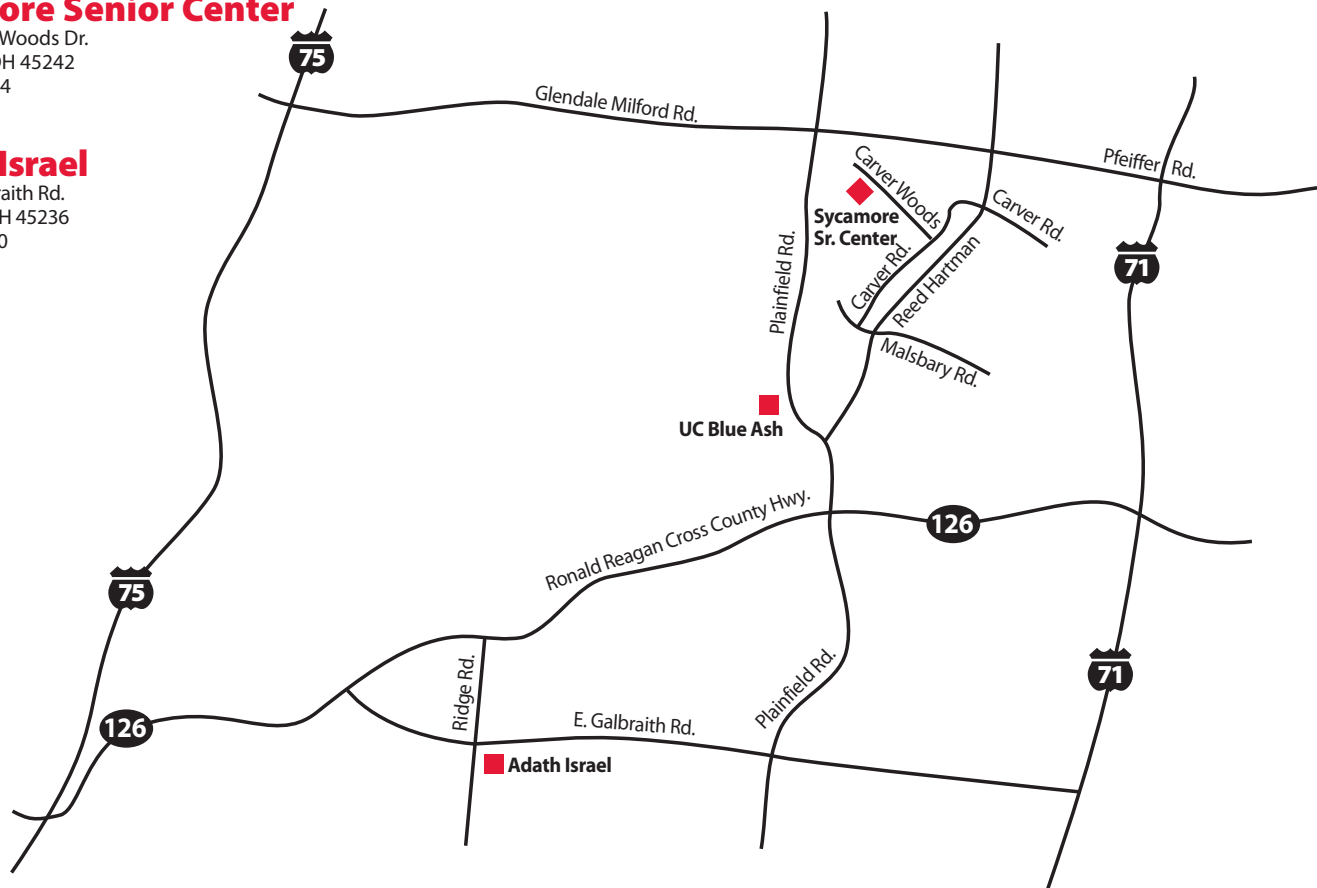 ore Senior Center
Woods Dr.
OH 45242
4
Israel
raith Rd.
H 45236
0
75
Glendale Milford Rd.
Pfeiffer Rd.
Carver Woods
Sycamore
Sr. Center
Carver Rd.
Carver Rd.
Reed Hartman
Plainfield Rd.
71
Malsbary Rd.
UC Blue Ash
Ronald Reagan Cross County Hwy.
126
75
Ridge Rd.
Plainfield Rd.
71
126
E. Galbraith Rd.
Adath Israel